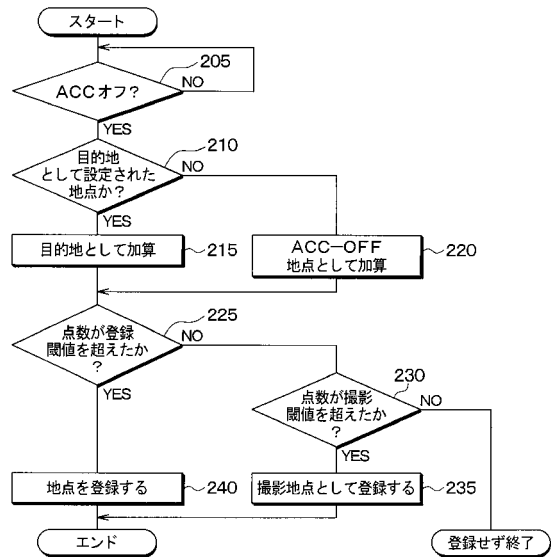 スタート
205
ACCオフ?
NO
YES
210
目的地
として設定された
地点か?
NO
YES
目的地として加算
215
ACC-OFF
地点として加算
220
225
点数が登録
閾値を超えたか
?
NO
YES
230
点数が撮影
閾値を超えたか
?
NO
YES
地点を登録する
240
撮影地点として登録する
235
エンド
登録せず終了